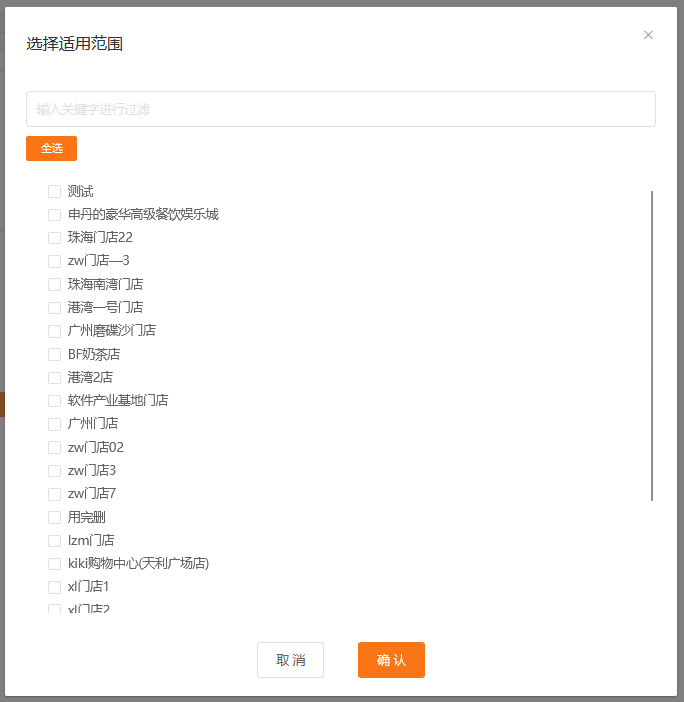 选择适用范围
输入关键字进行过滤
全选
测试
申丹的豪华高级餐饮娱乐城
珠海门店22
zw门店—3
珠海南湾门店
港湾一号门店
广州磨碟沙门店
BF奶茶店
港湾2店
软件产业基地门店
广州门店
zw门店02
zw门店3
zw门店7
用完删
lzm门店
kiki购物中心(天利广场店)
xl门店1
xl门店2
取消 确认